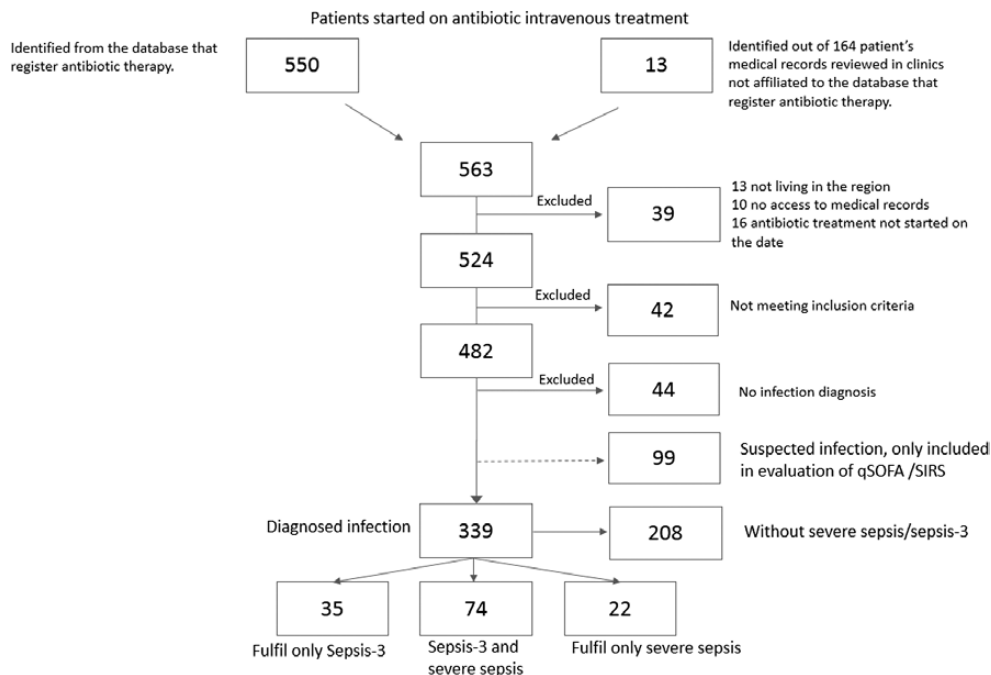 Patients started on antibiotic intravenous treatment
Identified from the database that
register antibiotic therapy.
550
13
Identified out of 164 patient's
medical records reviewed in clinics
not affiliated to the database that
register antibiotic therapy.
563
Excluded
39
13 not living in the region
10 no access to medical records
16 antibiotic treatment not started on
the date
524
Excluded
42
Not meeting inclusion criteria
482
Excluded
44
No infection diagnosis
99
Suspected infection, only included
in evaluation of qSOFA /SIRS
Diagnosed infection
339
208
Without severe sepsis/sepsis-3
35
74
22
Fulfil only Sepsis-3
Sepsis-3 and
severe sepsis
Fulfil only severe sepsis